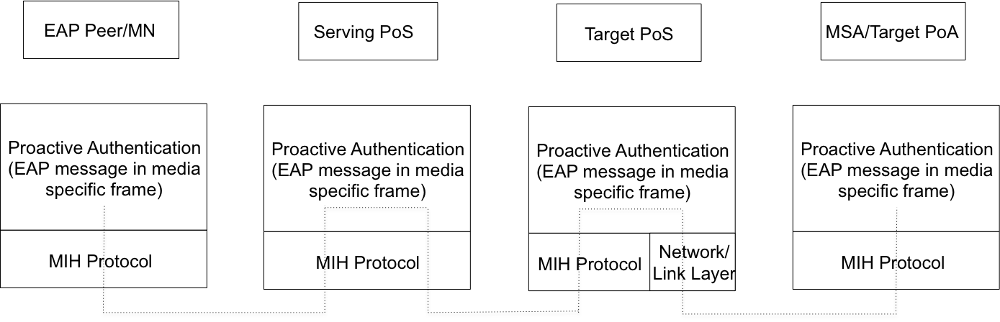 EAP Peer/MN
Serving PoS
Target PoS
MSA/Target PoA
Proactive Authentication
(EAP message in media
specific frame)
MIH Protocol
Proactive Authentication
(EAP message in media
specific frame)
MIH Protocol
Proactive Authentication
(EAP message in media
specific frame)
MIH Protocol
Network/
Link Layer
Proactive Authentication
(EAP message in media
specific frame)
MIH Protocol